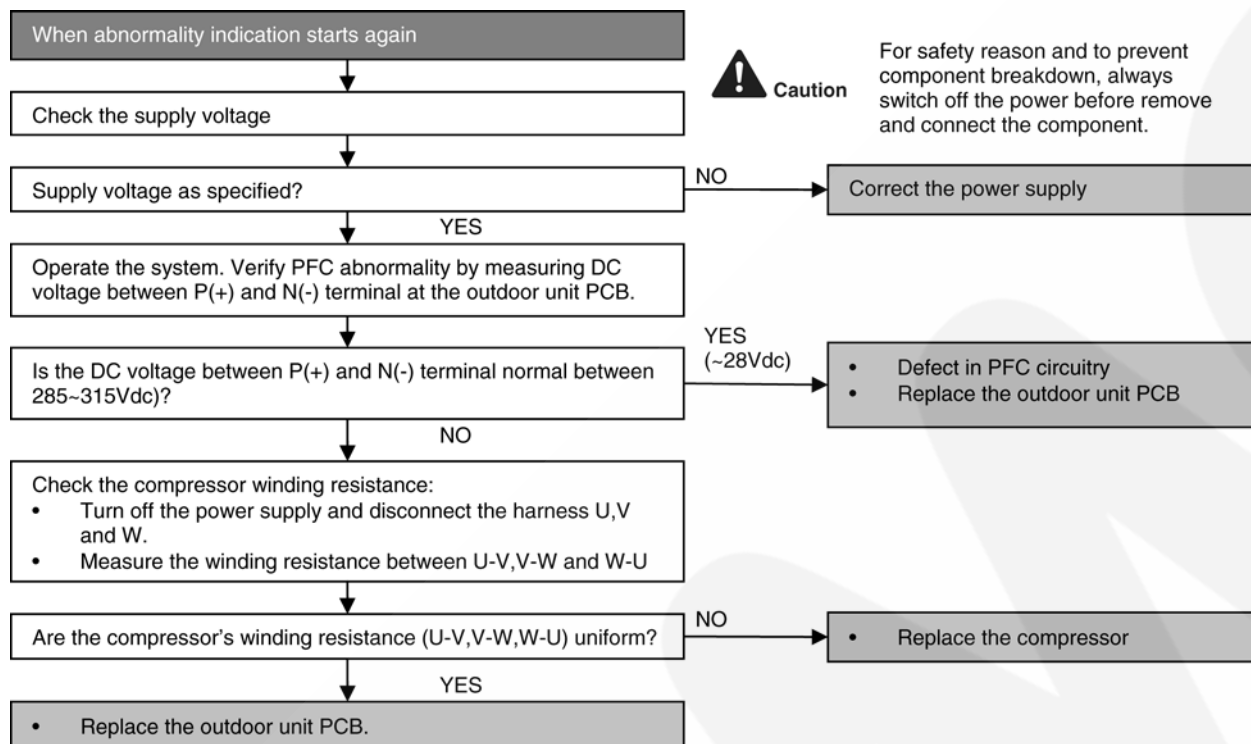 When abnormality indication starts again
Caution
For safety reason and to prevent
component breakdown, always
switch off the power before remove
and connect the component.
Check the supply voltage
Supply voltage as specified?
NO
Correct the power supply
YES
Operate the system. Verify PFC abnormality by measuring DC
voltage between P(+) and N(-) terminal at the outdoor unit PCB.
Is the DC voltage between P(+) and N(-) terminal normal between
285~315Vdc)?
YES
(~28Vdc)
• Defect in PFC circuitry
• Replace the outdoor unit PCB
NO
Check the compressor winding resistance:
• Turn off the power supply and disconnect the harness U,V
and W.
• Measure the winding resistance between U-V,V-W and W-U
Are the compressor's winding resistance (U-V,V-W,W-U) uniform?
NO
• Replace the compressor
YES
• Replace the outdoor unit PCB.